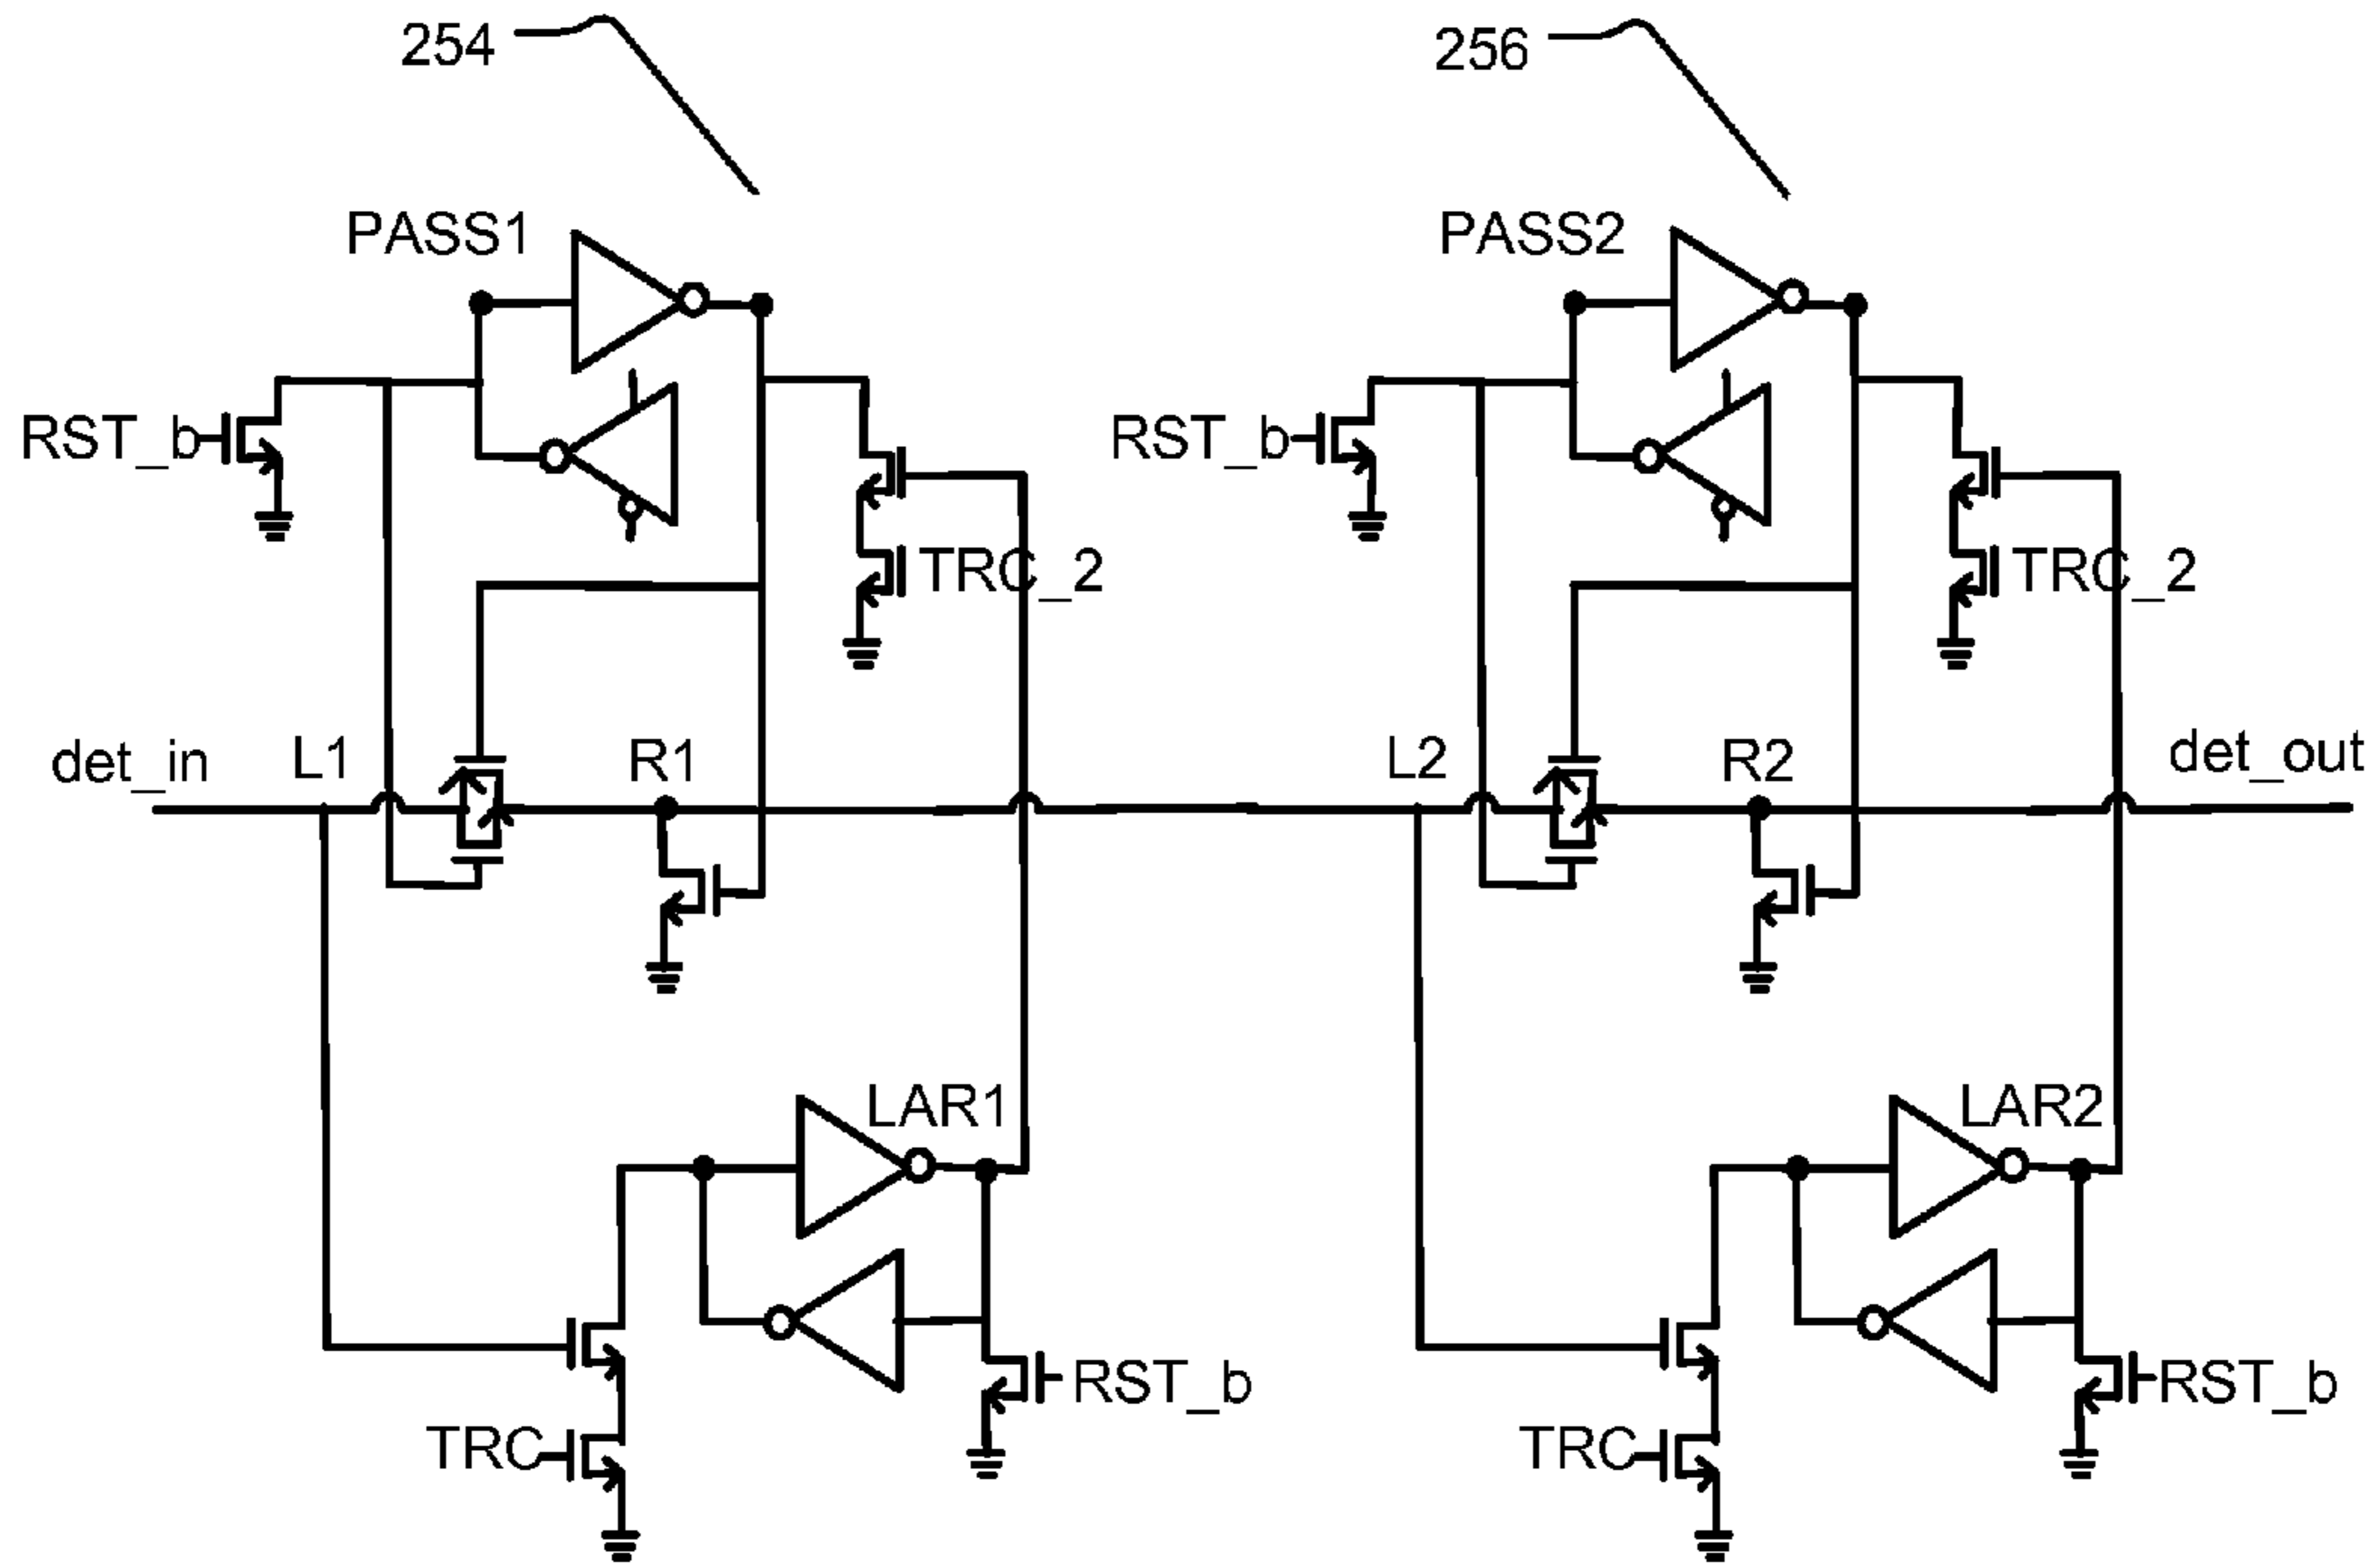 254
256
PASS1
PASS2
RST_b
RST_b
TRC_2
TRC_2
det_in
L1
R1
L2
R2
det_out
LAR1
LAR2
RST_b
RST_b
TRC
TRC